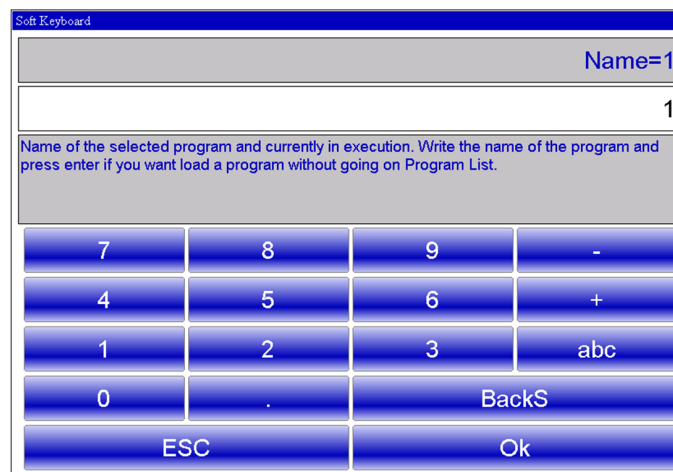 Soft Keyboard
Name=1
1
Name of the selected program and currently in execution. Write the name of the program and
press enter if you want load a program without going on Program List.
7 8 9 -
4 5 6 +
1 2 3 abc
0 . BackS
ESC Ok